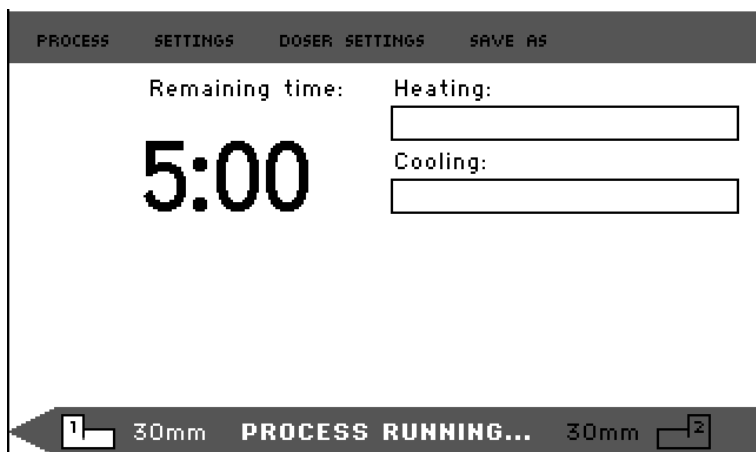 PROCESS SETTINGS DOSER SETTINGS SAVE AS
Remaining time: Heating:
5:00
Cooling:
1 30mm PROCESS RUNNING... 30mm 2